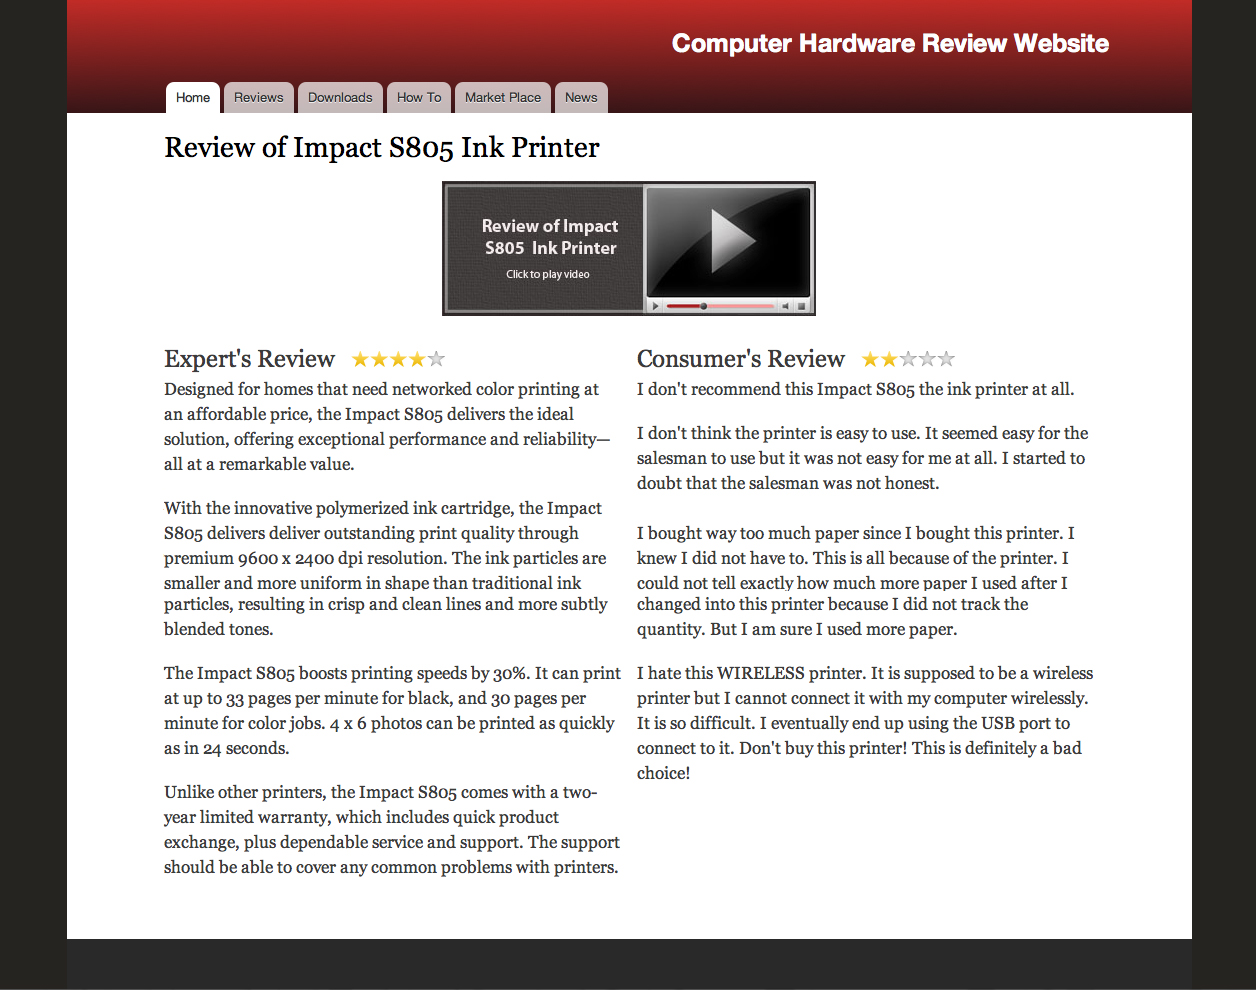 Computer Hardware Review Website
Home
Reviews
Downloads
How To
Market Place
News
Review of Impact S805 Ink Printer
Review of Impact
S805 Ink Printer
Click to play video
Expert's Review
Designed for homes that need networked color printing at
an affordable price, the Impact S805 delivers the ideal
solution, offering exceptional performance and reliability—
all at a remarkable value.
With the innovative polymerized ink cartridge, the Impact
S805 delivers deliver outstanding print quality through
premium 9600 x 2400 dpi resolution. The ink particles are
smaller and more uniform in shape than traditional ink
particles, resulting in crisp and clean lines and more subtly
blended tones.
The Impact S805 boosts printing speeds by 30%. It can print
at up to 33 pages per minute for black, and 30 pages per
minute for color jobs. 4 x 6 photos can be printed as quickly
as in 24 seconds.
Unlike other printers, the Impact S805 comes with a two-
year limited warranty, which includes quick product
exchange, plus dependable service and support. The support
should be able to cover any common problems with printers.
Consumer's Review
I don't recommend this Impact S805 the ink printer at all.
I don't think the printer is easy to use. It seemed easy for the
salesman to use but it was not easy for me at all. I started to
doubt that the salesman was not honest.
I bought way too much paper since I bought this printer. I
knew I did not have to. This is all because of the printer. I
could not tell exactly how much more paper I used after I
changed into this printer because I did not track the
quantity. But I am sure I used more paper.
I hate this WIRELESS printer. It is supposed to be a wireless
printer but I cannot connect it with my computer wirelessly.
It is so difficult. I eventually end up using the USB port to
connect to it. Don't buy this printer! This is definitely a bad
choice!